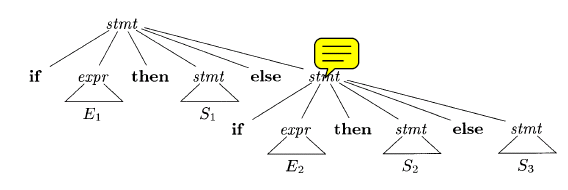 stmt
if expr then stmt else stmt
E1 S1
if expr then stmt else stmt
E2 S2 S3